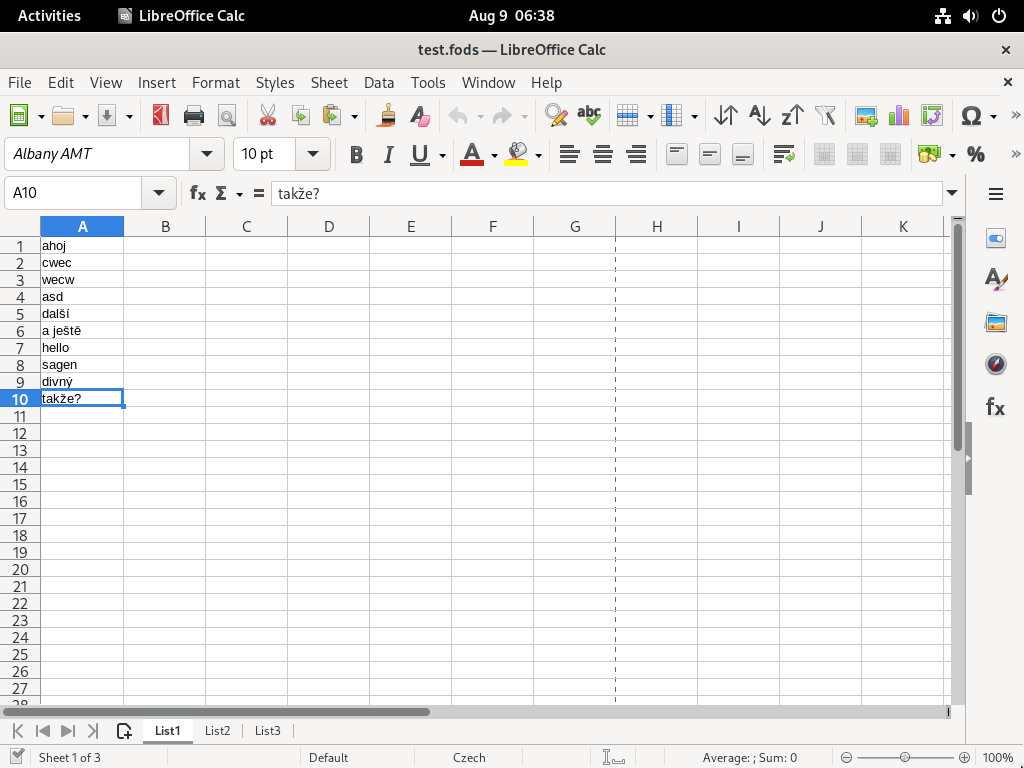 Activities LibreOffice Calc Aug 9 06:38
test.fods — LibreOffice Calc
File Edit View Insert Format Styles Sheet Data Tools Window Help
Albany AMT 10 pt
A10 takže?
A B C D E F G H I J K
1 ahoj
2 cwec
3 wecw
4 asd
5 další
6 a ještě
7 hello
8 sagen
9 divný
10 takže?
11
12
13
14
15
16
17
18
19
20
21
22
23
24
25
26
27
28
List1 List2 List3
Sheet 1 of 3 Default Czech Average: ; Sum: 0 100%